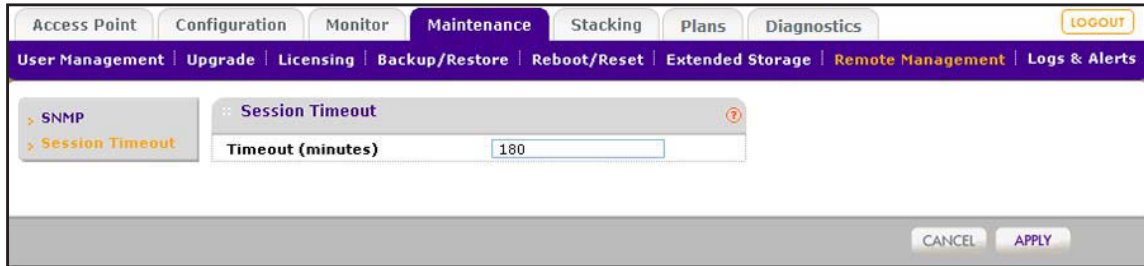 Access Point Configuration Monitor Maintenance Stacking Plans Diagnostics LOGOUT
User Management Upgrade Licensing Backup/Restore Reboot/Reset Extended Storage Remote Management Logs & Alerts
SNMP
Session Timeout
Session Timeout ?
Timeout (minutes) 180
CANCEL APPLY